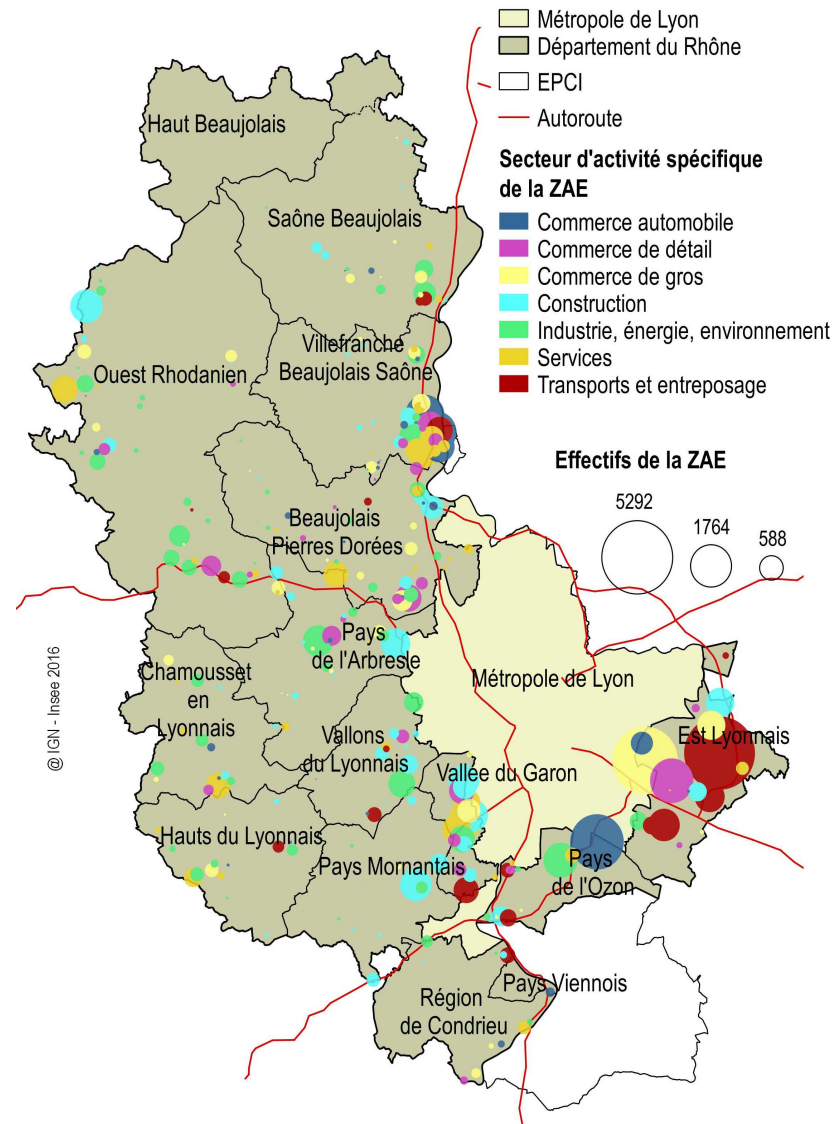 Métropole de Lyon
Département du Rhône
EPCI
Autoroute
Secteur d'activité spécifique
de la ZAE
Commerce automobile
Commerce de détail
Commerce de gros
Construction
Industrie, énergie, environnement
Services
Transports et entreposage
Effectifs de la ZAE
5292
1764
588
Haut Beaujolais
Saône Beaujolais
Villefranche
Beaujolais Saône
Ouest Rhodanien
Beaujolais
Pierres Dorées
Pays
de l'Arbresle
Métropole de Lyon
Chamousset
en
Lyonnais
Vallons
du Lyonnais
Est Lyonnais
Vallée du Garon
Hauts du Lyonnais
Pays Mornantais
Pays
de l'Ozon
Pays Viennois
Région
de Condrieu
@ IGN - Insee 2016